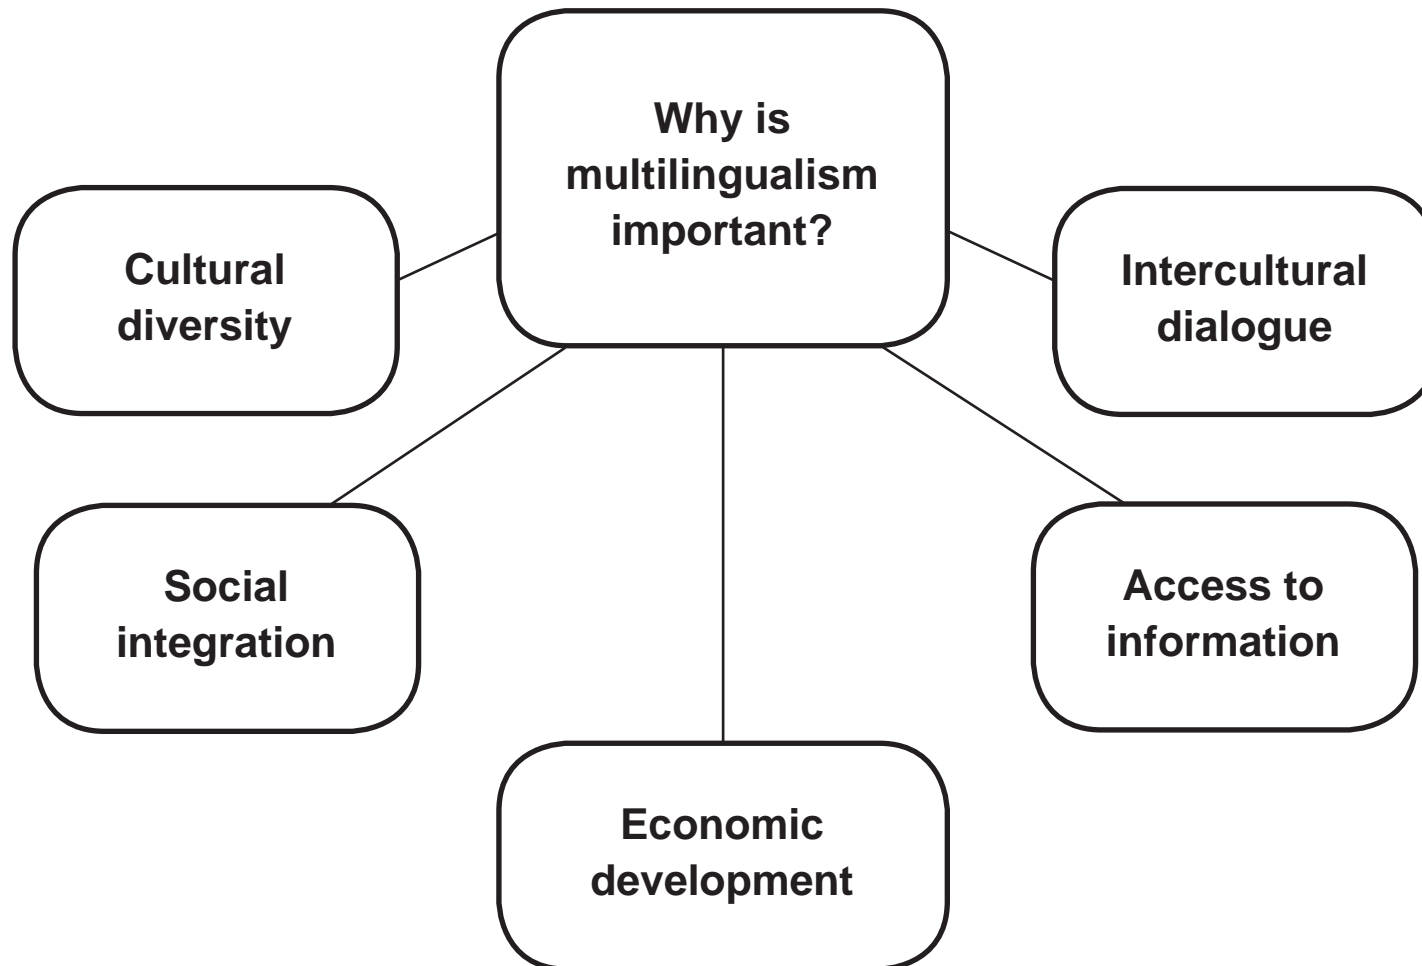 Why is
multilingualism
important?
Cultural
diversity
Intercultural
dialogue
Social
integration
Access to
information
Economic
development